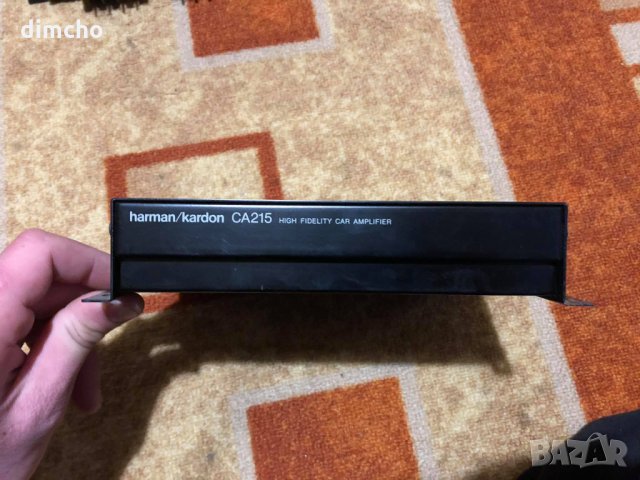 dimcho
harman/kardon CA215 HIGH FIDELITY CAR AMPLIFIER
BAZAR